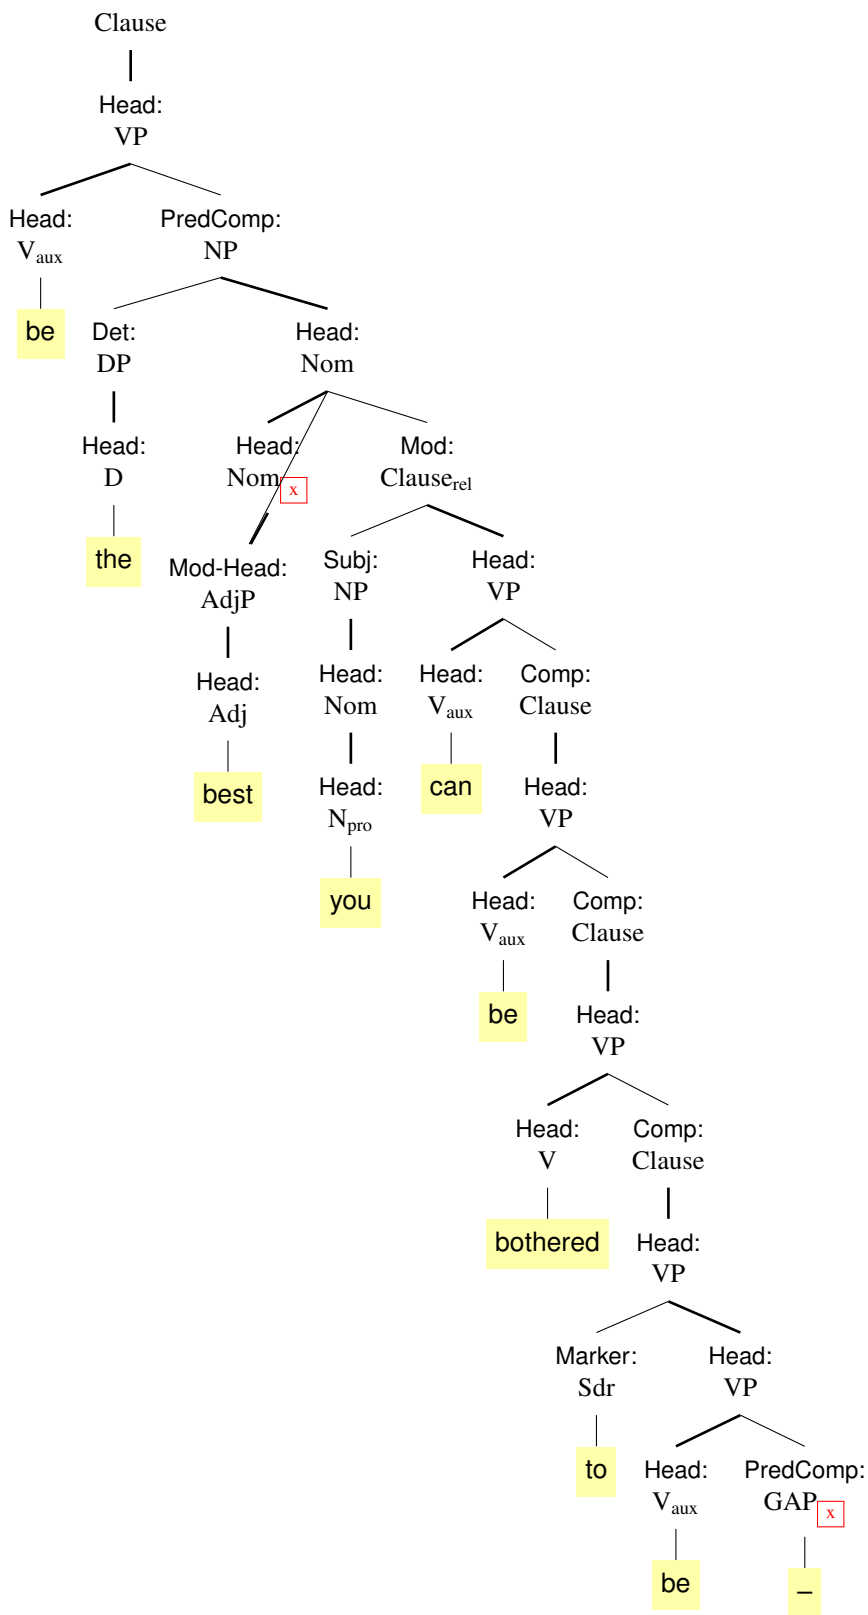 Clause
Head:
VP
Head: PredComp:
Vaux NP
be Det: Head:
DP Nom
Head: Head: Mod:
D Nom x Clauserel
the Mod-Head: Subj: Head:
AdjP NP VP
Head: Head: Head: Comp:
Adj Nom Vaux Clause
best Head: can Head:
Npro VP
you Head: Comp:
Vaux Clause
be Head:
VP
Head: Comp:
V Clause
bothered Head:
VP
Marker: Head:
Sdr VP
to Head: PredComp:
Vaux GAP x
be –